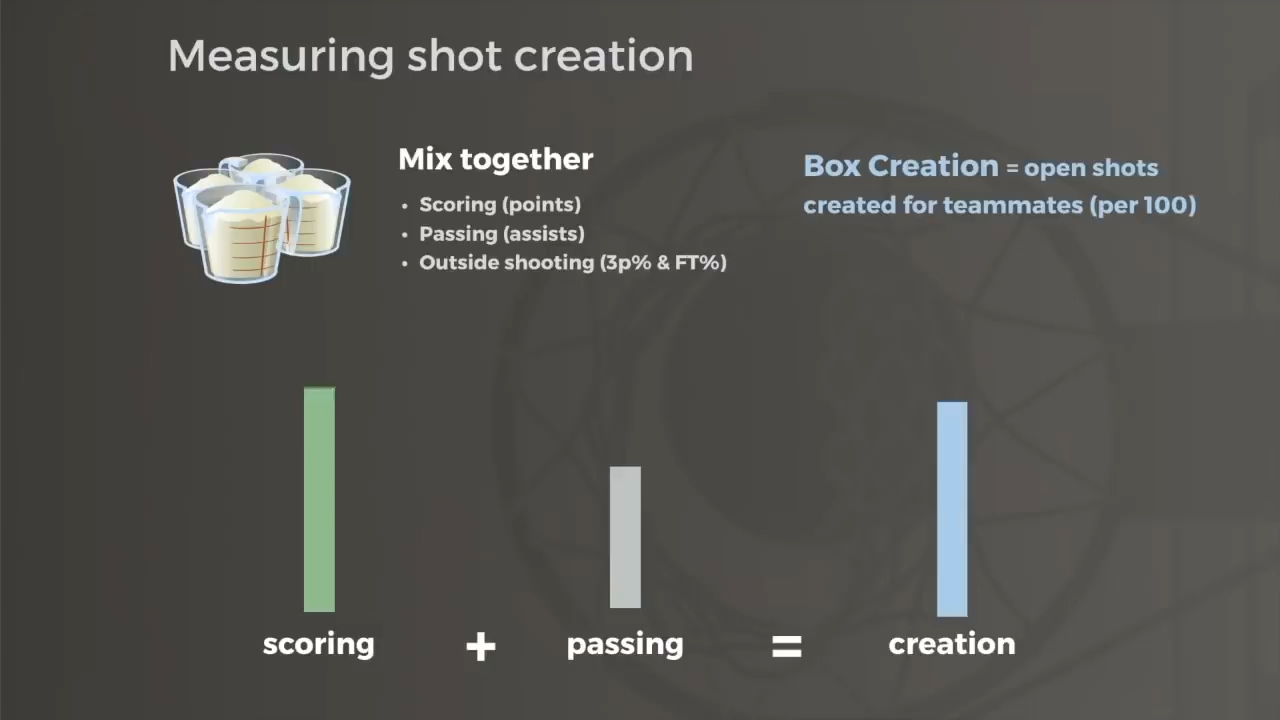 Measuring shot creation
Mix together
• Scoring (points)
• Passing (assists)
• Outside shooting (3p% & FT%)
Box Creation = open shots
created for teammates (per 100)
scoring + passing = creation